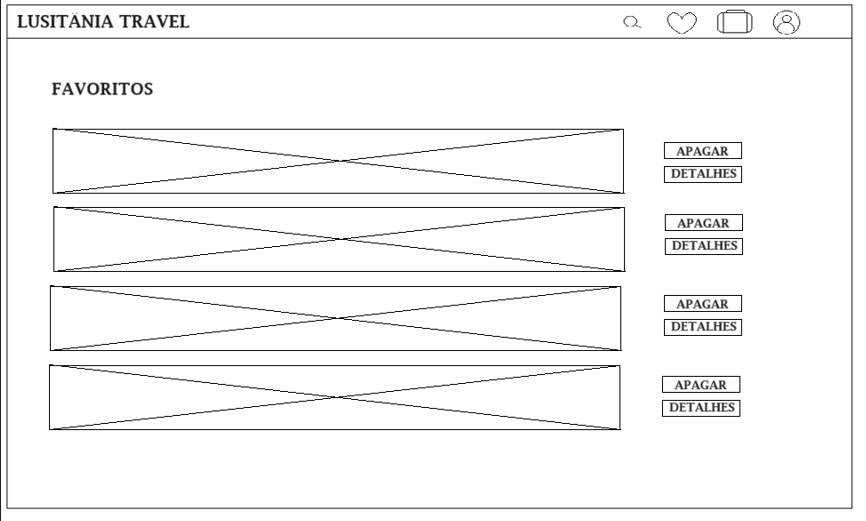 LUSITÂNIA TRAVEL
FAVORITOS
APAGAR
DETALHES
APAGAR
DETALHES
APAGAR
DETALHES
APAGAR
DETALHES